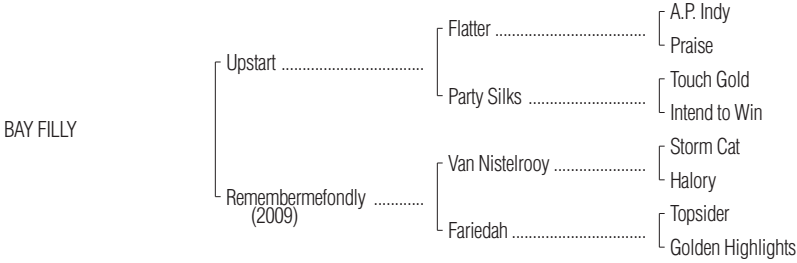 A.P. Indy
Flatter ....................................
Praise
Upstart ..................................
Touch Gold
Party Silks ............................
Intend to Win
BAY FILLY
Storm Cat
Van Nistelrooy ......................
Halory
Remembermefondly ............
(2009)
Topsider
Fariedah ................................
Golden Highlights